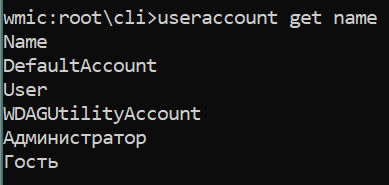 wmic:root\cli>useraccount get name
Name
DefaultAccount
User
WDAGUtilityAccount
Администратор
Гость